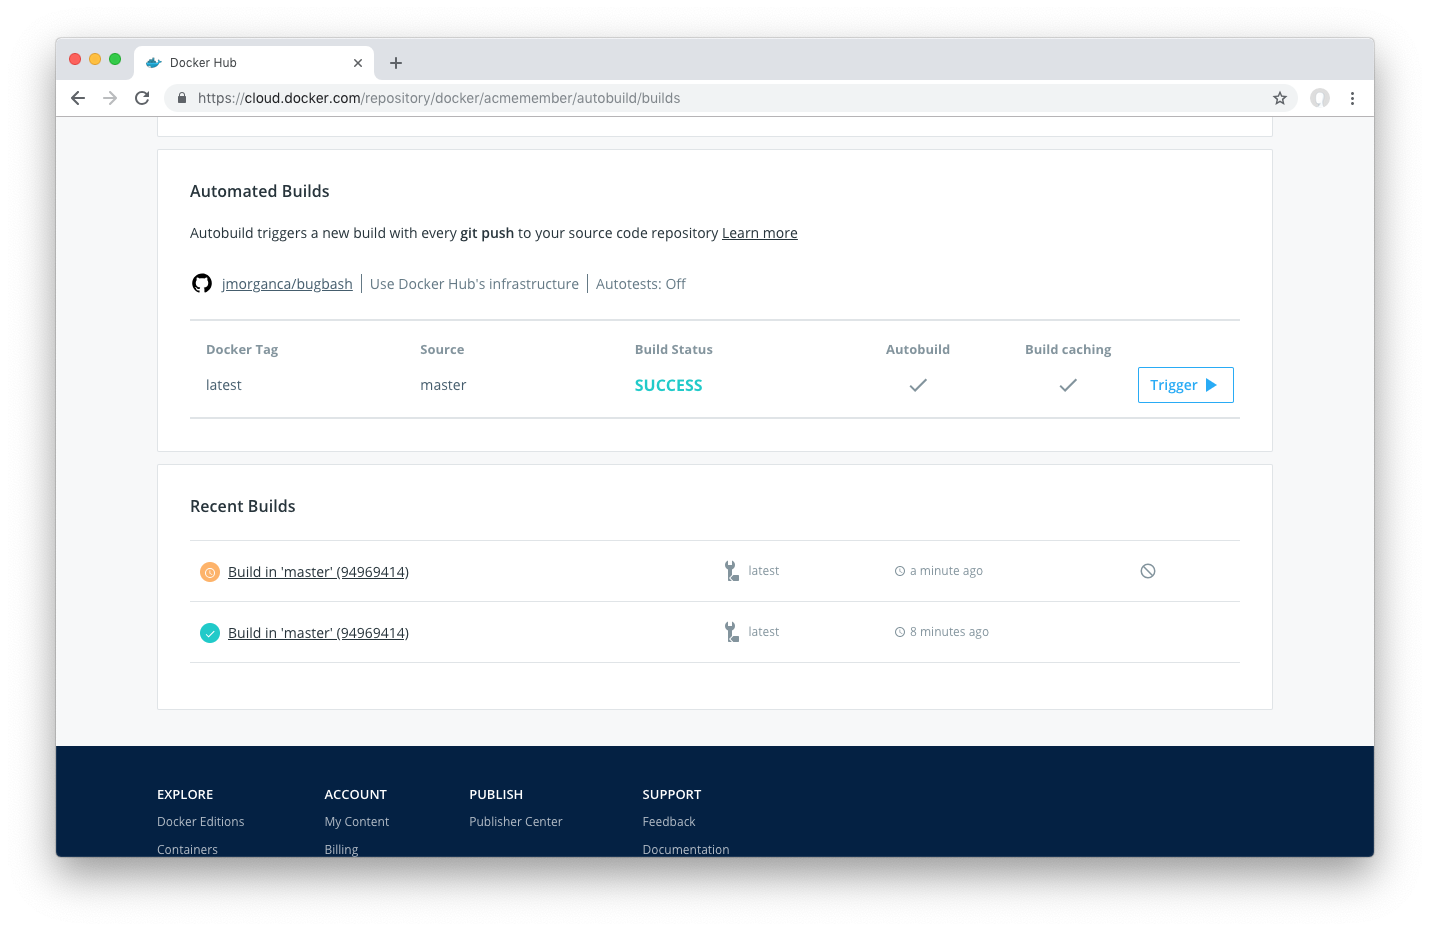 Docker Hub
https://cloud.docker.com/repository/docker/acmemember/autobuild/builds
Automated Builds
Autobuild triggers a new build with every git push to your source code repository Learn more
jmorganca/bugbash | Use Docker Hub's infrastructure | Autotests: Off
Docker Tag Source Build Status Autobuild Build caching
latest master SUCCESS Trigger
Recent Builds
Build in 'master' (94969414) latest a minute ago
Build in 'master' (94969414) latest 8 minutes ago
EXPLORE ACCOUNT PUBLISH SUPPORT
Docker Editions My Content Publisher Center Feedback
Containers Billing Documentation